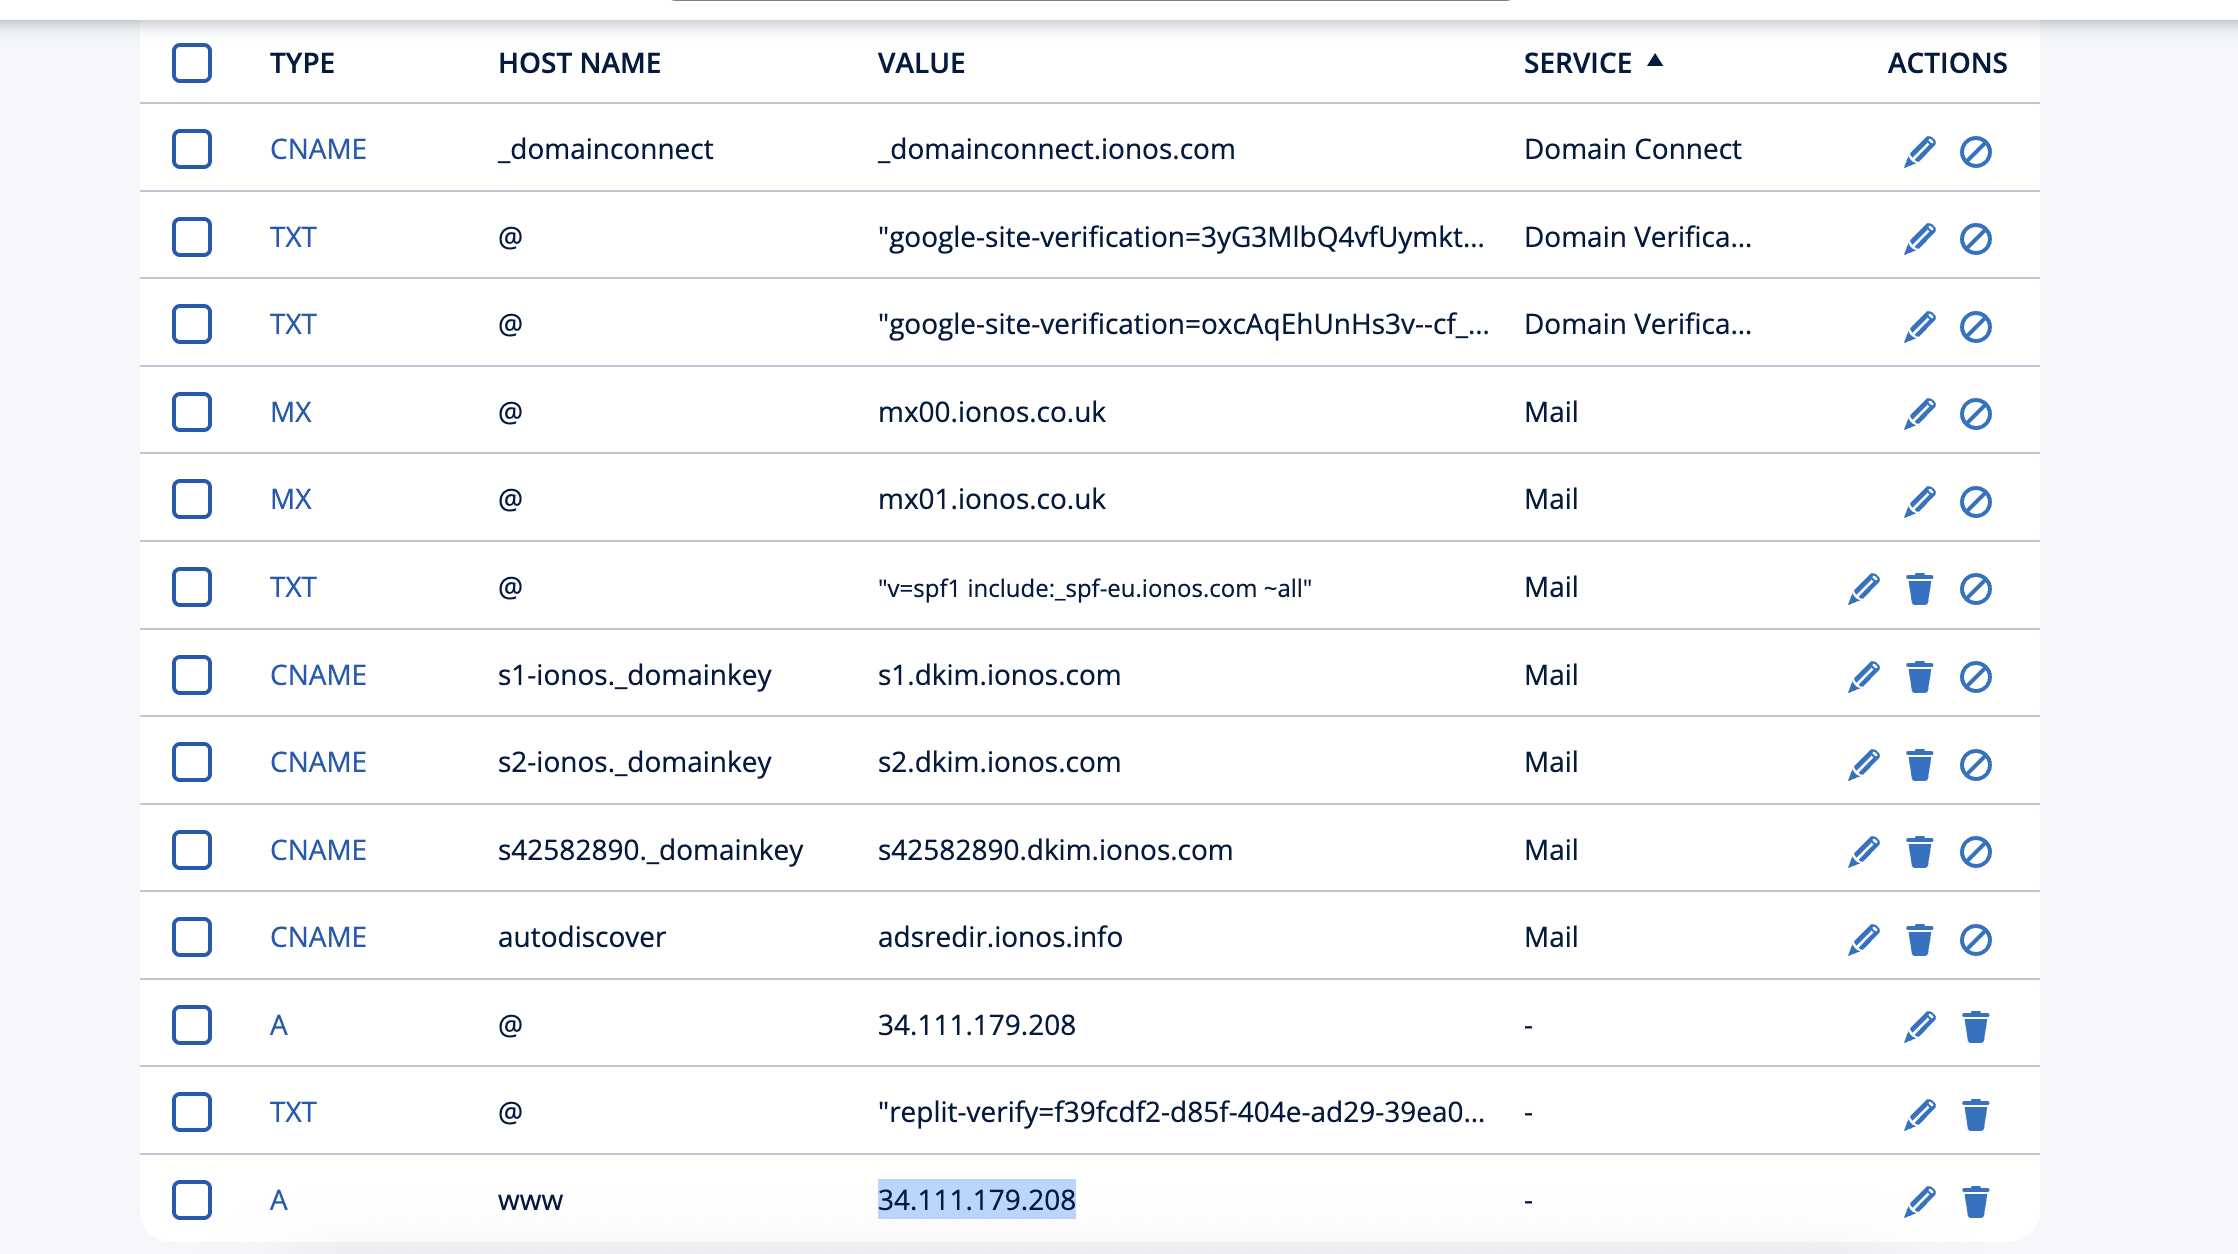 TYPE HOST NAME VALUE SERVICE ▲ ACTIONS
CNAME _domainconnect _domainconnect.ionos.com Domain Connect
TXT @ "google-site-verification=3yG3MlbQ4vfUymkt... Domain Verifica...
TXT @ "google-site-verification=oxcAqEhUnHs3v--cf_... Domain Verifica...
MX @ mx00.ionos.co.uk Mail
MX @ mx01.ionos.co.uk Mail
TXT @ "v=spf1 include:_spf-eu.ionos.com ~all" Mail
CNAME s1-ionos._domainkey s1.dkim.ionos.com Mail
CNAME s2-ionos._domainkey s2.dkim.ionos.com Mail
CNAME s42582890._domainkey s42582890.dkim.ionos.com Mail
CNAME autodiscover adsredir.ionos.info Mail
A @ 34.111.179.208 -
TXT @ "replit-verify=f39fcdf2-d85f-404e-ad29-39ea0... -
A www 34.111.179.208 -